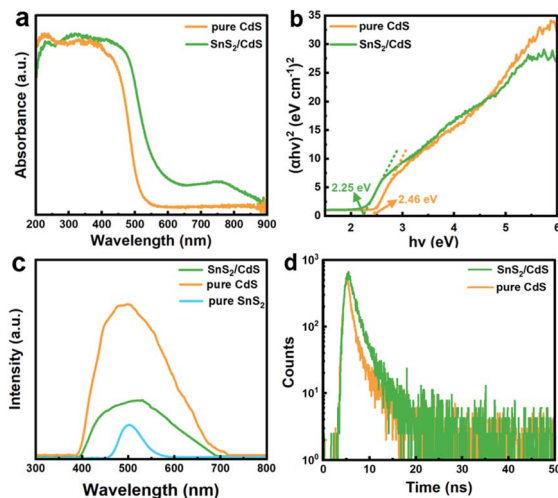 a
pure CdS
SnS₂/CdS
Absorbance (a.u.)
200 300 400 500 600 700 800 900
Wavelength (nm)
b
pure CdS
SnS₂/CdS
(αhν)² (eV cm⁻¹)²
35
30
25
20
15
10
5
0
2.25 eV
2.46 eV
2 3 4 5 6
hν (eV)
c
SnS₂/CdS
pure CdS
pure SnS₂
Intensity (a.u.)
300 400 500 600 700 800
Wavelength (nm)
d
SnS₂/CdS
pure CdS
Counts
10³
10²
10¹
10⁰
0 10 20 30 40 50
Time (ns)